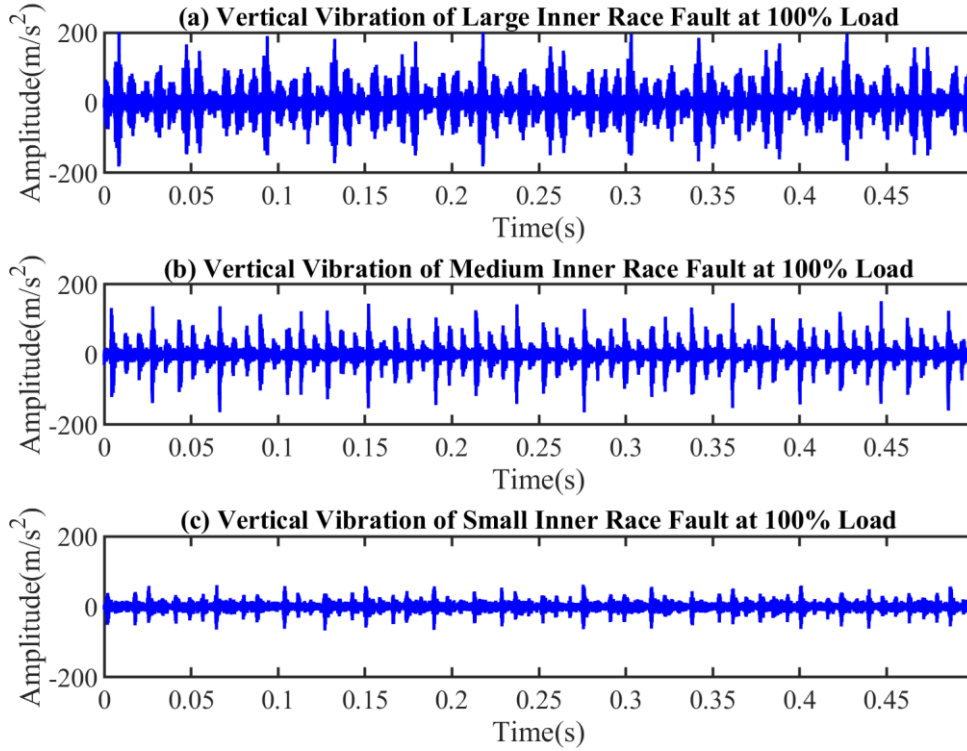 (a) Vertical Vibration of Large Inner Race Fault at 100% Load
Amplitude(m/s²)
200
0
-200
0 0.05 0.1 0.15 0.2 0.25 0.3 0.35 0.4 0.45
Time(s)
(b) Vertical Vibration of Medium Inner Race Fault at 100% Load
Amplitude(m/s²)
200
0
-200
0 0.05 0.1 0.15 0.2 0.25 0.3 0.35 0.4 0.45
Time(s)
(c) Vertical Vibration of Small Inner Race Fault at 100% Load
Amplitude(m/s²)
200
0
-200
0 0.05 0.1 0.15 0.2 0.25 0.3 0.35 0.4 0.45
Time(s)